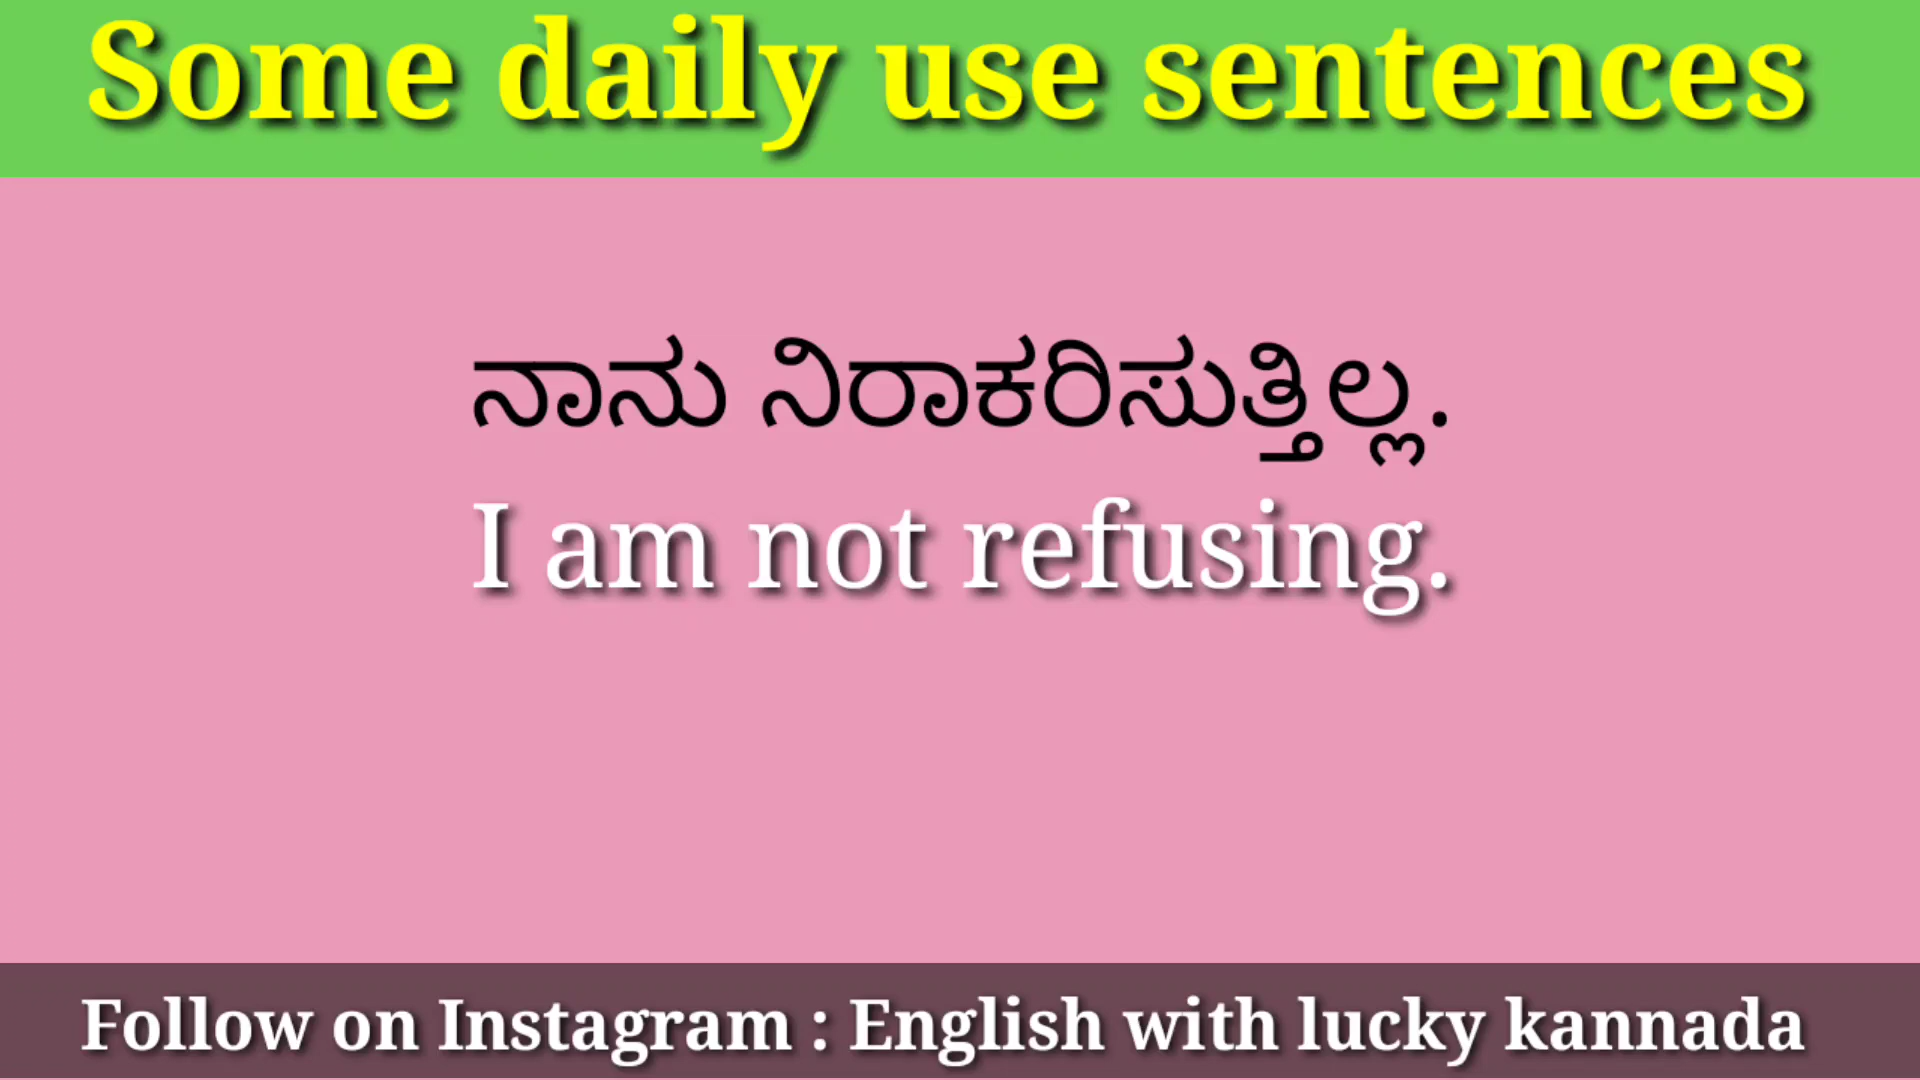 Some daily use sentences
ನಾನು ನಿರಾಕರಿಸುತ್ತಿಲ್ಲ.
I am not refusing.
Follow on Instagram : English with lucky kannada